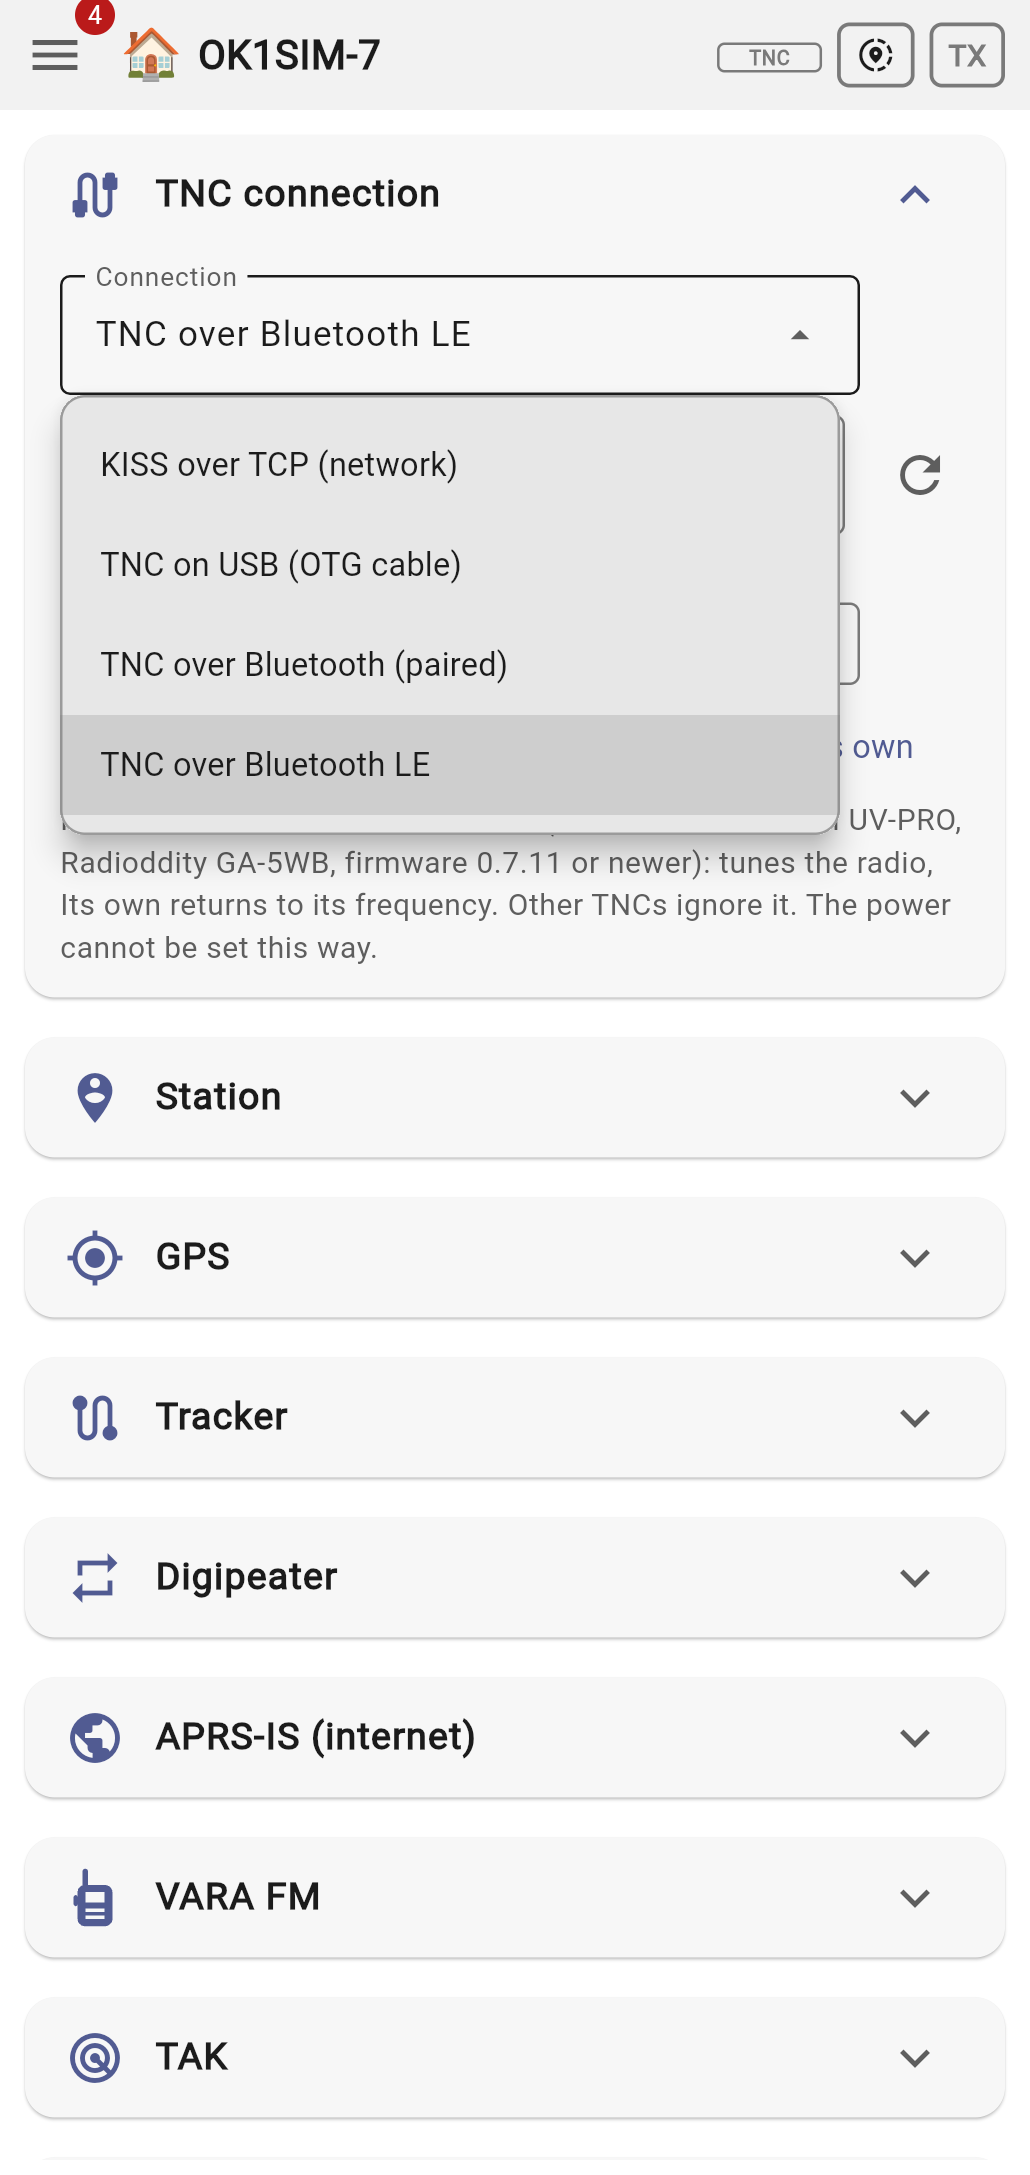 4
OK1SIM-7
TNC
TX
TNC connection
Connection
TNC over Bluetooth LE
KISS over TCP (network)
TNC on USB (OTG cable)
TNC over Bluetooth (paired)
own
TNC over Bluetooth LE
UV-PRO,
Radioddity GA-5WB, firmware 0.7.11 or newer): tunes the radio,
Its own returns to its frequency. Other TNCs ignore it. The power
cannot be set this way.
Station
GPS
Tracker
Digipeater
APRS-IS (internet)
VARA FM
TAK